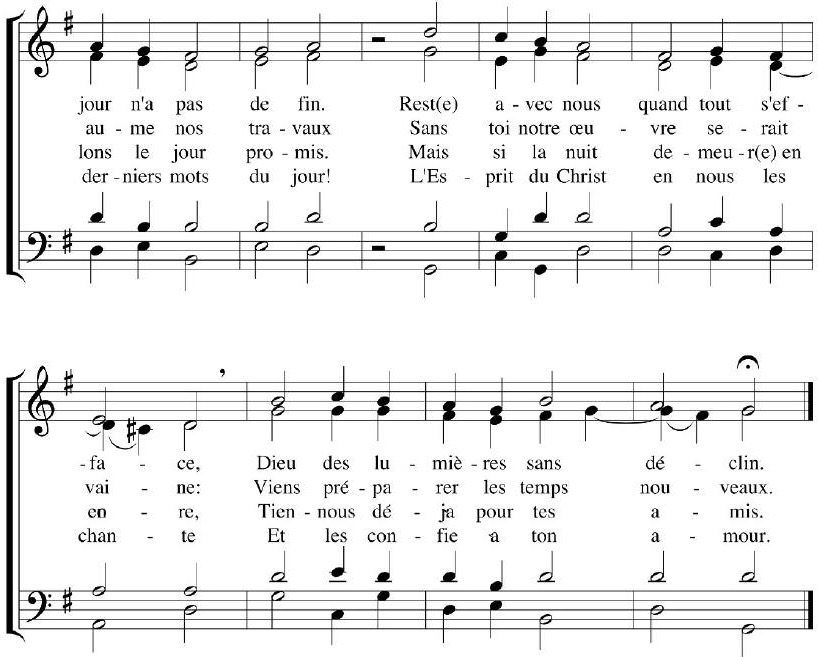 jour n'a pas de fin. Rest(e) a - vec nous quand tout s'ef -
au - me nos tra - vaux Sans toi notre œu - vre se - rait
lons le jour pro - mis. Mais si la nuit de - meu - r(e) en
der - niers mots du jour! L'Es - prit du Christ en nous les
- fa - ce, Dieu des lu - miè - res sans dé - clin.
vai - ne: Viens pré - pa - rer les temps nou - veaux.
en - re, Tien - nous dé - ja pour tes a - mis.
chan - te Et les con - fie a ton a - mour.